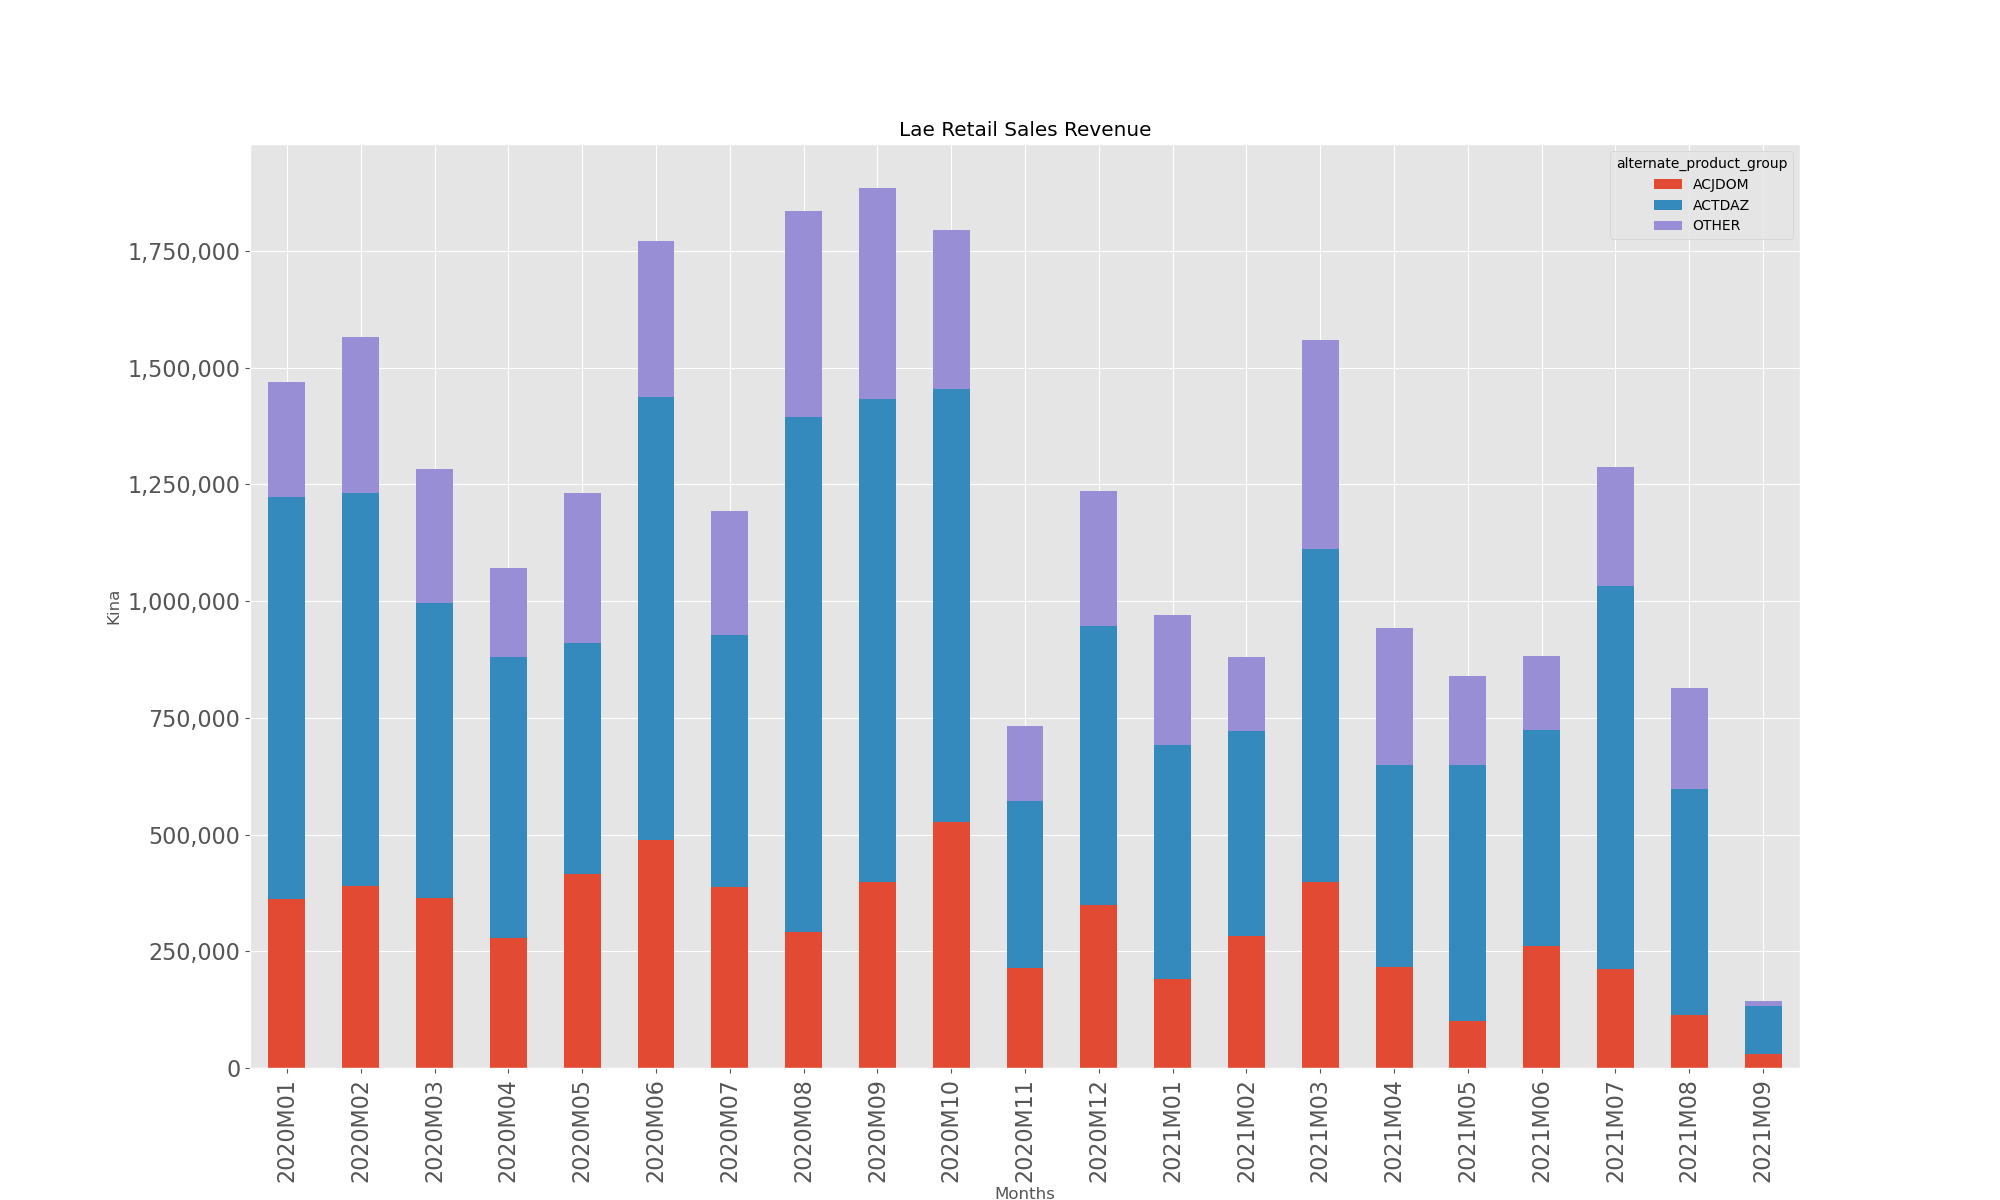 Lae Retail Sales Revenue
alternate_product_group
ACJDOM
ACTDAZ
OTHER
1,750,000
1,500,000
1,250,000
1,000,000
750,000
500,000
250,000
0
Kina
2020M01
2020M02
2020M03
2020M04
2020M05
2020M06
2020M07
2020M08
2020M09
2020M10
2020M11
2020M12
2021M01
2021M02
2021M03
2021M04
2021M05
2021M06
2021M07
2021M08
2021M09
Months